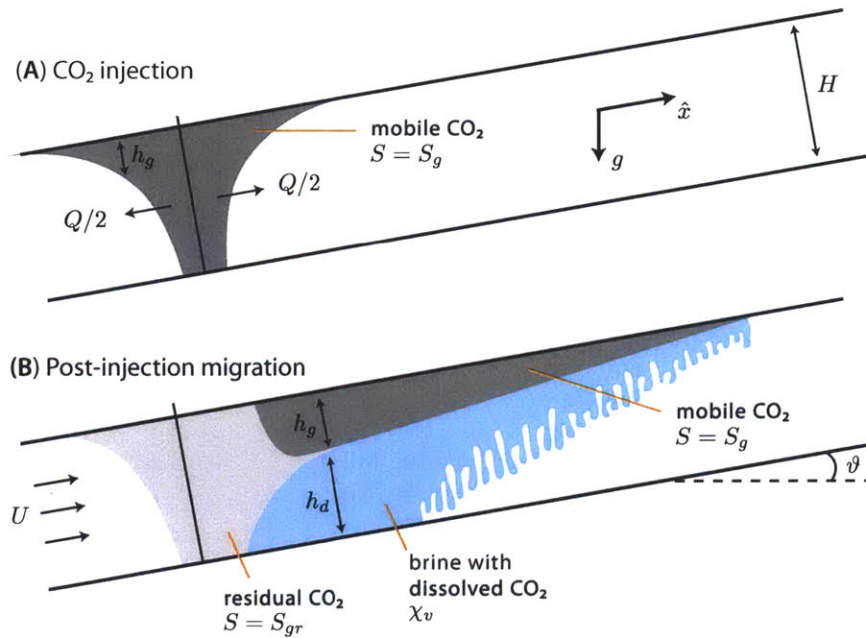 (A) CO₂ injection
H
mobile CO₂
S = S_g
x̂
h_g
g
Q/2
Q/2
(B) Post-injection migration
h_g
mobile CO₂
S = S_g
U
h_d
ϑ
residual CO₂
S = S_gr
brine with
dissolved CO₂
χ_v